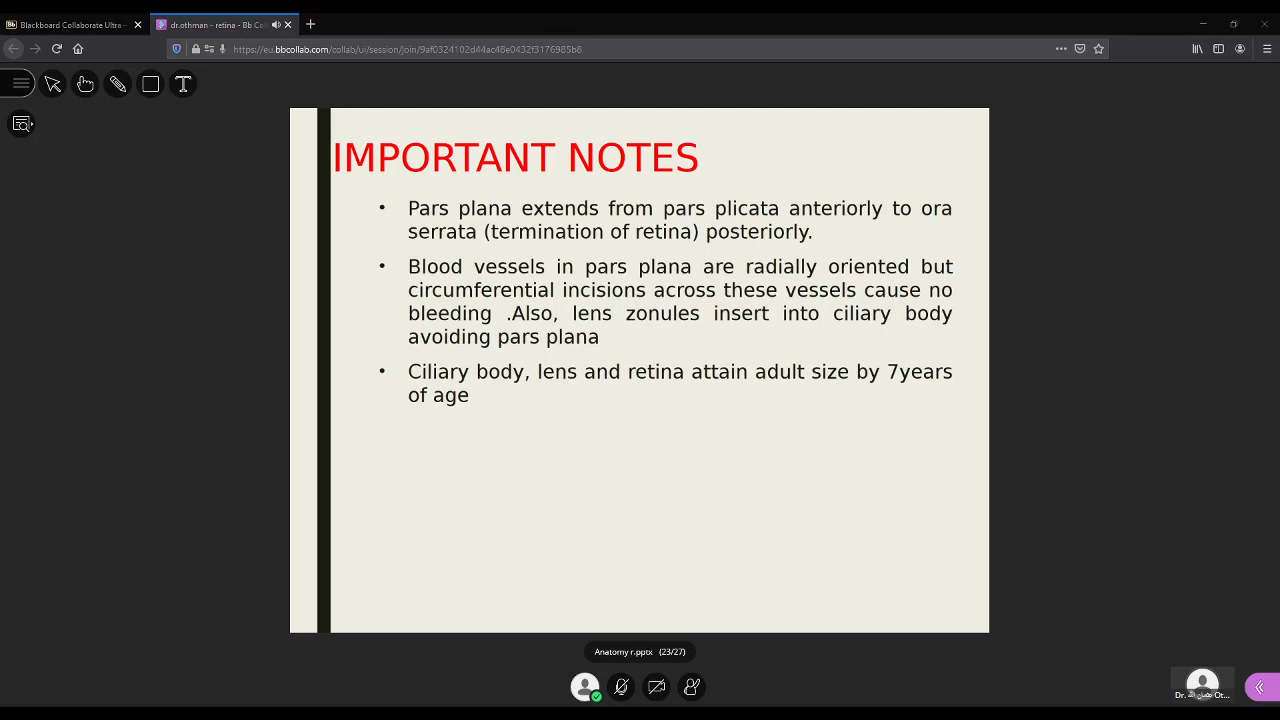 Blackboard Collaborate Ultra –
dr.othman - retina - Bb Co
https://eu.bbcollab.com/collab/ui/session/join/9af0324102d44ac48e0432f3176985b8
IMPORTANT NOTES
• Pars plana extends from pars plicata anteriorly to ora
serrata (termination of retina) posteriorly.
• Blood vessels in pars plana are radially oriented but
circumferential incisions across these vessels cause no
bleeding .Also, lens zonules insert into ciliary body
avoiding pars plana
• Ciliary body, lens and retina attain adult size by 7years
of age
Anatomy r.pptx (23/27)
Dr. Ot...